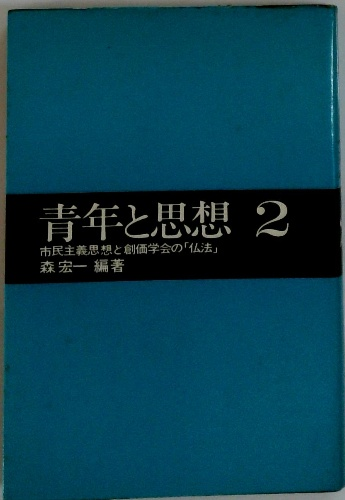 青年と思想 2
市民主義思想と創価学会の「仏法」
森宏一 編著